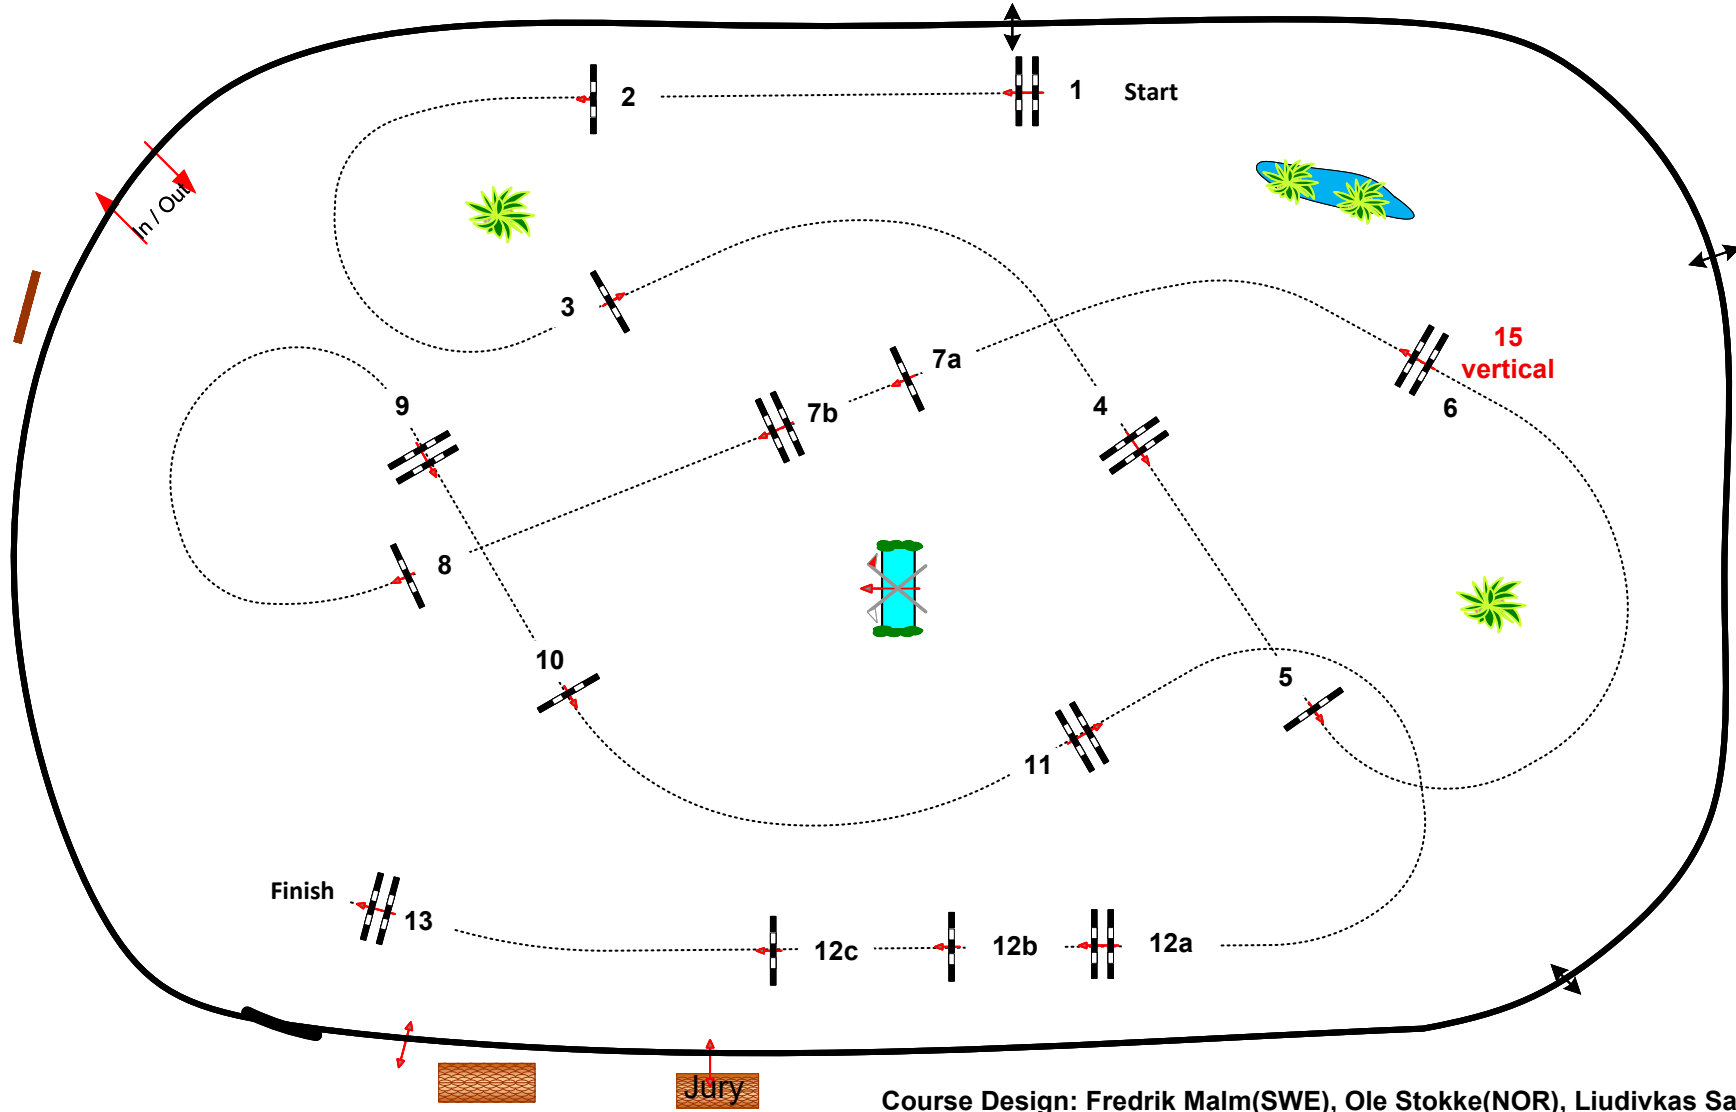 1 Start
2
In / Out
3
15
vertical
7a
6
9
7b
4
8
10
5
11
Finish
13
12c
12b
12a
Jury
Course Design: Fredrik Malm(SWE), Ole Stokke(NOR), Liudivkas Sa